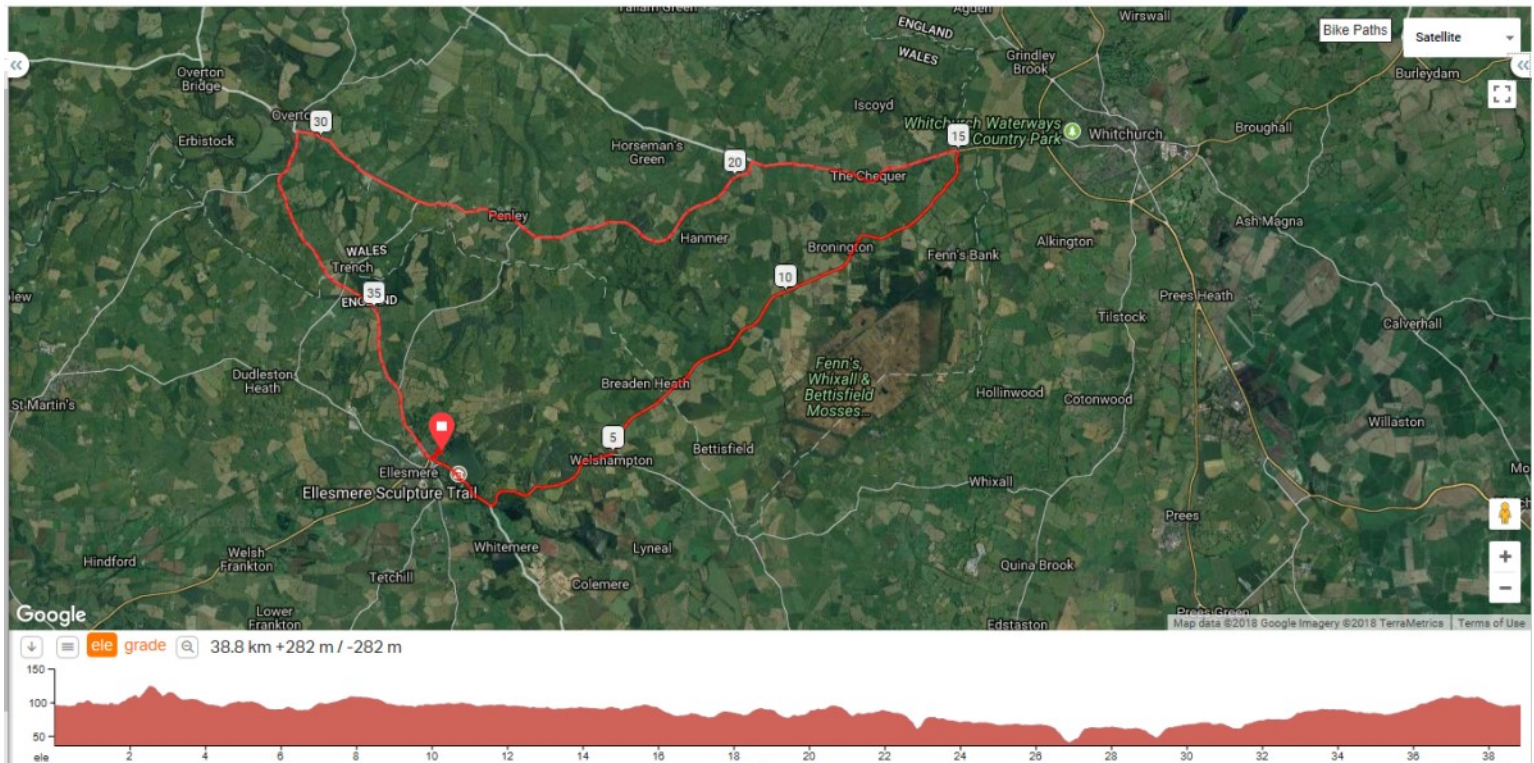 Tallarn Green
Agden
Wirswall
ENGLAND
WALES
Bike Paths
Satellite
Grindley
Brook
Burleydam
Overton
Bridge
Iscoyd
Overto
30
Whitchurch Waterways
Country Park
15
Whitchurch
Broughall
Erbistock
Horseman's
Green
20
The Chequer
Penley
Ash Magna
Hanmer
Bronington
Alkington
Fenn's Bank
WALES
Trench
10
35
ENG
ND
lew
Prees Heath
Tilstock
Calverhall
Fenn's,
Whixall &
Bettisfield
Mosses...
Dudleston
Heath
Breaden Heath
Hollinwood
Cotonwood
St Martin's
Willaston
5
Welshampton
Bettisfield
Ellesmere
Ellesmere Sculpture Trail
Whixall
Mo
Prees
Whitemere
Lyneal
Welsh
Frankton
Hindford
Tetchill
Colemere
Quina Brook
Lower
Frankton
Edstaston
Prees Green
Google
Map data ©2018 Google Imagery ©2018 TerraMetrics
Terms of Use
ele grade 38.8 km +282 m / -282 m
150
100
50
ele 2 4 6 8 10 12 14 16 18 20 22 24 26 28 30 32 34 36 38